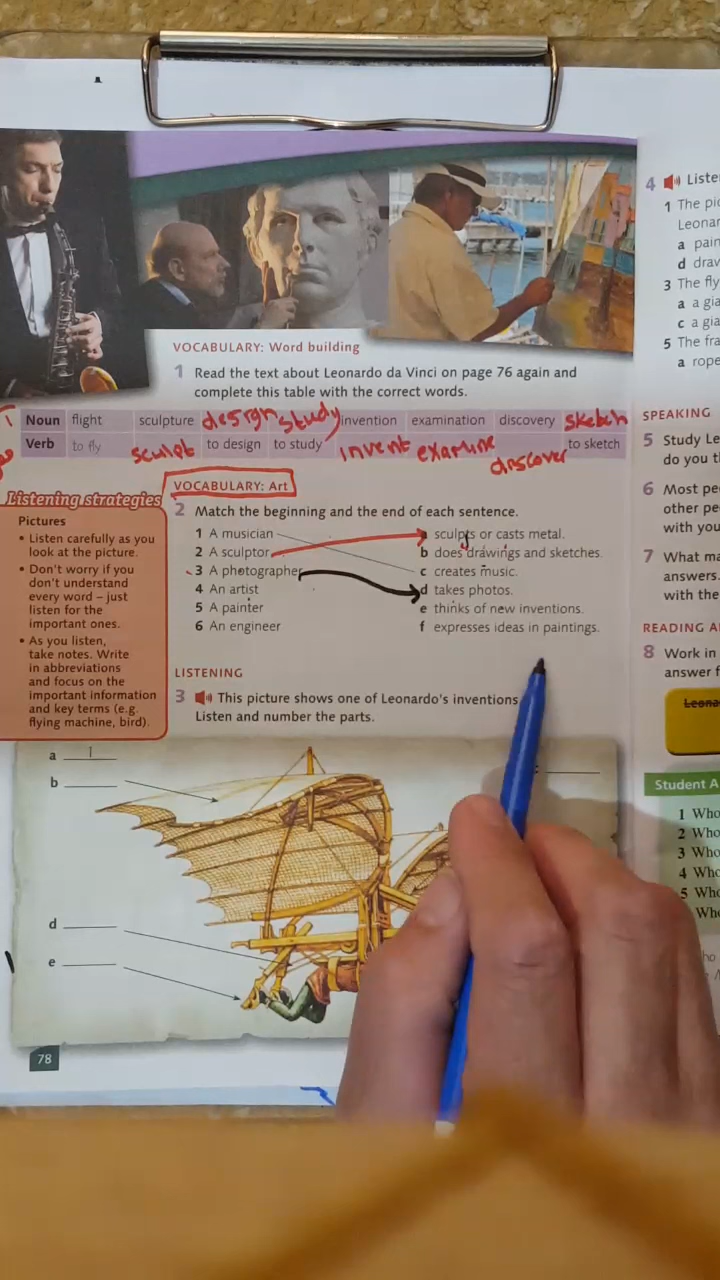 VOCABULARY: Word building
1 Read the text about Leonardo da Vinci on page 76 again and
complete this table with the correct words.
Noun flight sculpture design study invention examination discovery sketch
Verb to fly sculpt to design to study invent examine discover to sketch
VOCABULARY: Art
2 Match the beginning and the end of each sentence.
1 A musician
2 A sculptor
3 A photographer
4 An artist
5 A painter
6 An engineer
a sculpts or casts metal.
b does drawings and sketches.
c creates music.
d takes photos.
e thinks of new inventions.
f expresses ideas in paintings.
Listening strategies
Pictures
• Listen carefully as you
look at the picture.
• Don't worry if you
don't understand
every word – just
listen for the
important ones.
• As you listen,
take notes. Write
in abbreviations
and focus on the
important information
and key terms (e.g.
flying machine, bird).
LISTENING
3 This picture shows one of Leonardo's inventions
Listen and number the parts.
a 1
b
d
e
78
4 Liste
1 The pic
Leonar
a pain
d draw
3 The fly
a a gia
c a gia
5 The fra
a rope
SPEAKING
5 Study Le
do you t
6 Most pe
other pe
with you
7 What ma
answers.
with the
READING A
8 Work in
answer f
Leona
Student A
1 Who
2 Who
3 Who
4 Who
5 Who
Who